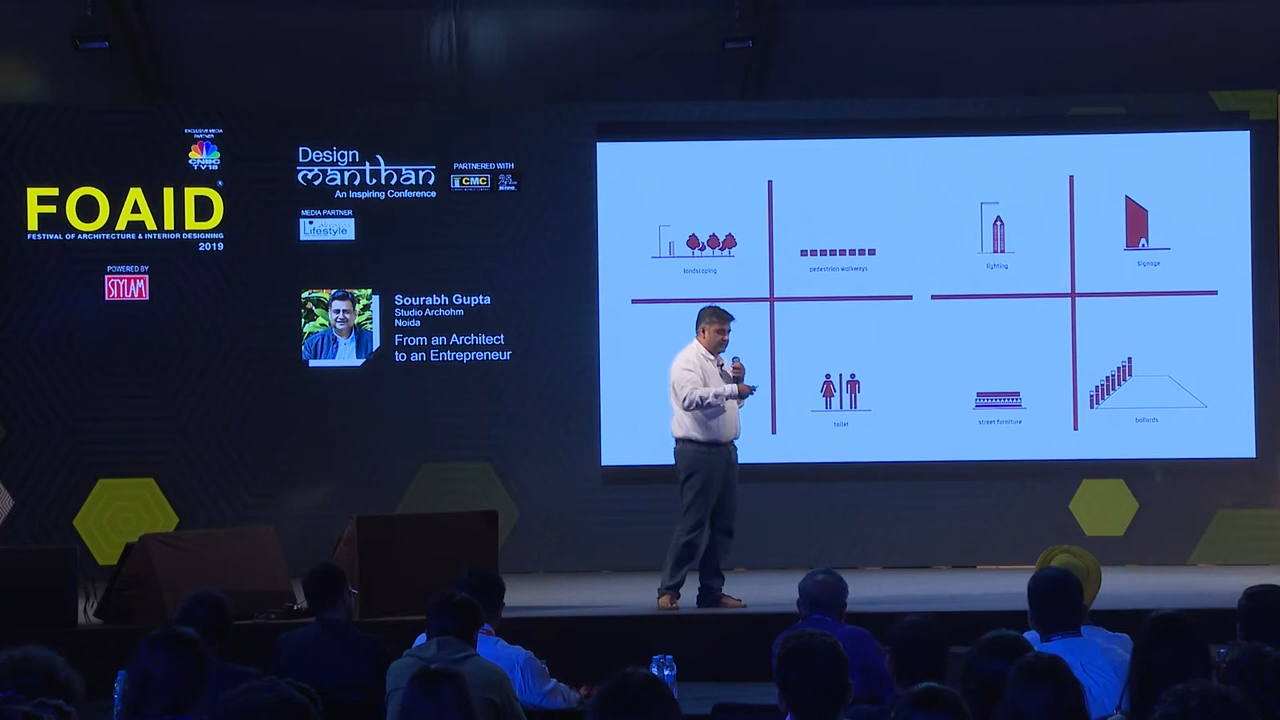 EXCLUSIVE MEDIA
PARTNER
CNBC
TV18
FOAID
FESTIVAL OF ARCHITECTURE & INTERIOR DESIGNING
2019
POWERED BY
STYLAM
Design
manthan
An Inspiring Conference
PARTNERED WITH
CMC
25
MEDIA PARTNER
Lifestyle
Sourabh Gupta
Studio Archohm
Noida
From an Architect
to an Entrepreneur
landscaping
pedestrian walkways
lighting
Signage
toilet
street furniture
bollards